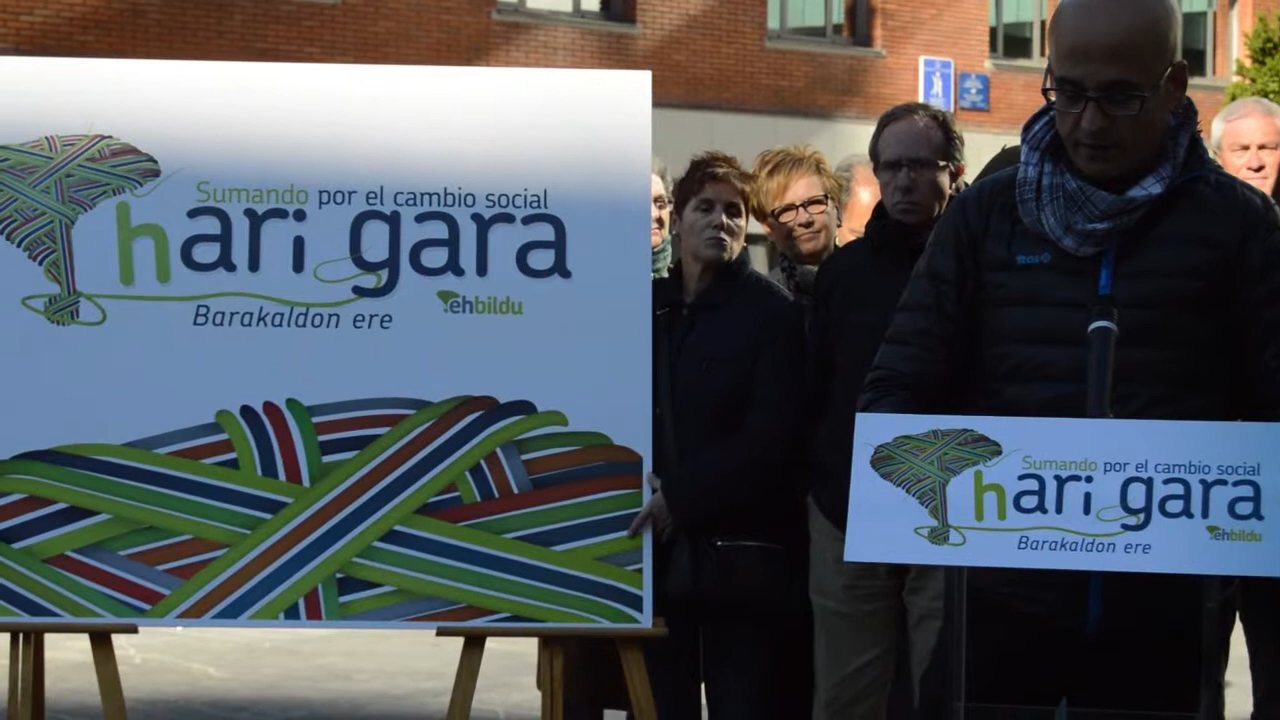 Sumando por el cambio social
hari gara
Barakaldon ere
ehbildu
Sumando por el cambio social
hari gara
Barakaldon ere
ehbildu